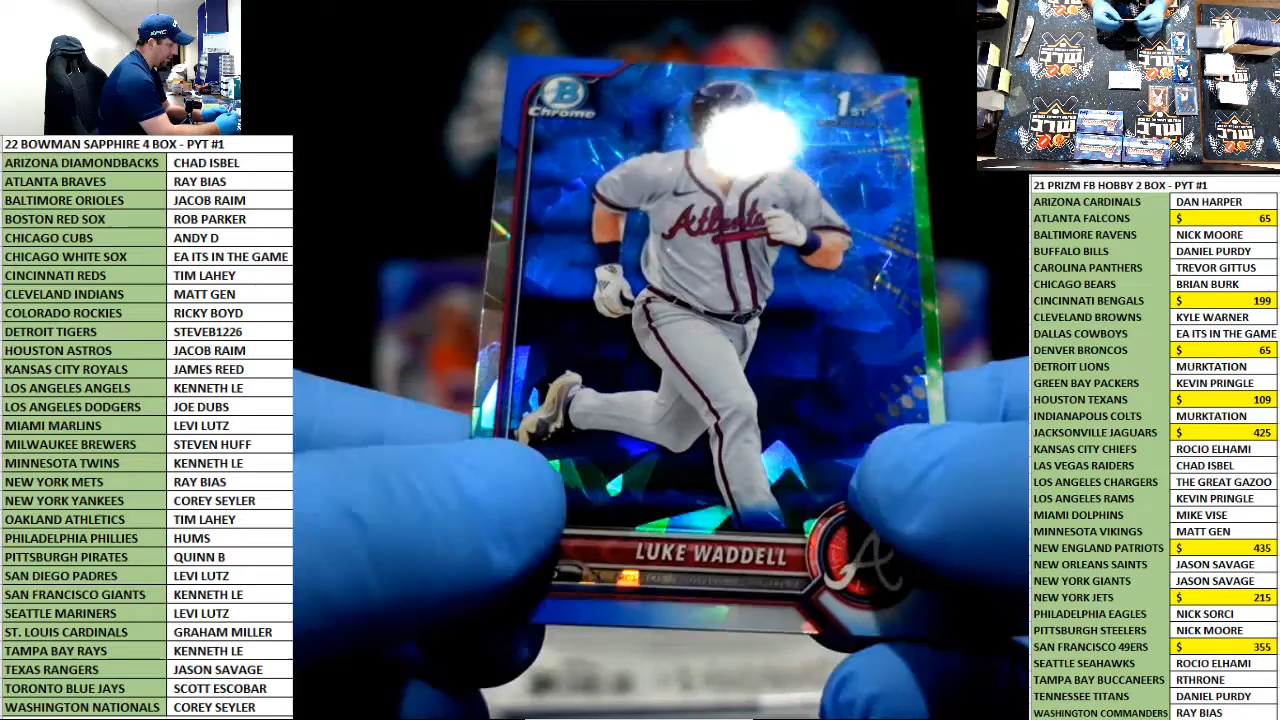 22 BOWMAN SAPPHIRE 4 BOX - PYT #1
ARIZONA DIAMONDBACKS CHAD ISBEL
ATLANTA BRAVES RAY BIAS
BALTIMORE ORIOLES JACOB RAIM
BOSTON RED SOX ROB PARKER
CHICAGO CUBS ANDY D
CHICAGO WHITE SOX EA ITS IN THE GAME
CINCINNATI REDS TIM LAHEY
CLEVELAND INDIANS MATT GEN
COLORADO ROCKIES RICKY BOYD
DETROIT TIGERS STEVEB1226
HOUSTON ASTROS JACOB RAIM
KANSAS CITY ROYALS JAMES REED
LOS ANGELES ANGELS KENNETH LE
LOS ANGELES DODGERS JOE DUBS
MIAMI MARLINS LEVI LUTZ
MILWAUKEE BREWERS STEVEN HUFF
MINNESOTA TWINS KENNETH LE
NEW YORK METS RAY BIAS
NEW YORK YANKEES COREY SEYLER
OAKLAND ATHLETICS TIM LAHEY
PHILADELPHIA PHILLIES HUMS
PITTSBURGH PIRATES QUINN B
SAN DIEGO PADRES LEVI LUTZ
SAN FRANCISCO GIANTS KENNETH LE
SEATTLE MARINERS LEVI LUTZ
ST. LOUIS CARDINALS GRAHAM MILLER
TAMPA BAY RAYS KENNETH LE
TEXAS RANGERS JASON SAVAGE
TORONTO BLUE JAYS SCOTT ESCOBAR
WASHINGTON NATIONALS COREY SEYLER
B
Chrome
1ST
Atlanta
LUKE WADDELL
A
EPIC
21 PRIZM FB HOBBY 2 BOX - PYT #1
ARIZONA CARDINALS DAN HARPER
ATLANTA FALCONS $ 65
BALTIMORE RAVENS NICK MOORE
BUFFALO BILLS DANIEL PURDY
CAROLINA PANTHERS TREVOR GITTUS
CHICAGO BEARS BRIAN BURK
CINCINNATI BENGALS $ 199
CLEVELAND BROWNS KYLE WARNER
DALLAS COWBOYS EA ITS IN THE GAME
DENVER BRONCOS $ 65
DETROIT LIONS MURKTATION
GREEN BAY PACKERS KEVIN PRINGLE
HOUSTON TEXANS $ 109
INDIANAPOLIS COLTS MURKTATION
JACKSONVILLE JAGUARS $ 425
KANSAS CITY CHIEFS ROCIO ELHAMI
LAS VEGAS RAIDERS CHAD ISBEL
LOS ANGELES CHARGERS THE GREAT GAZOO
LOS ANGELES RAMS KEVIN PRINGLE
MIAMI DOLPHINS MIKE VISE
MINNESOTA VIKINGS MATT GEN
NEW ENGLAND PATRIOTS $ 435
NEW ORLEANS SAINTS JASON SAVAGE
NEW YORK GIANTS JASON SAVAGE
NEW YORK JETS $ 215
PHILADELPHIA EAGLES NICK SORCI
PITTSBURGH STEELERS NICK MOORE
SAN FRANCISCO 49ERS $ 355
SEATTLE SEAHAWKS ROCIO ELHAMI
TAMPA BAY BUCCANEERS RTHRONE
TENNESSEE TITANS DANIEL PURDY
WASHINGTON COMMANDERS RAY BIAS